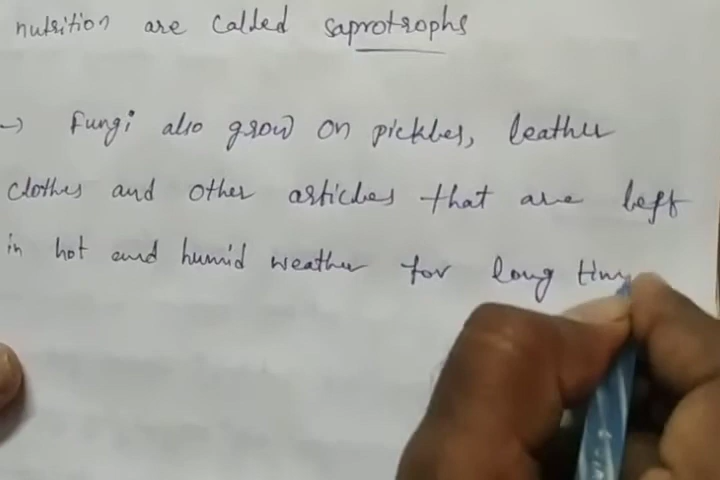 nutrition are called saprotrophs
→ Fungi also grow on pickles, leather
clothes and other articles that are left
in hot and humid weather for long